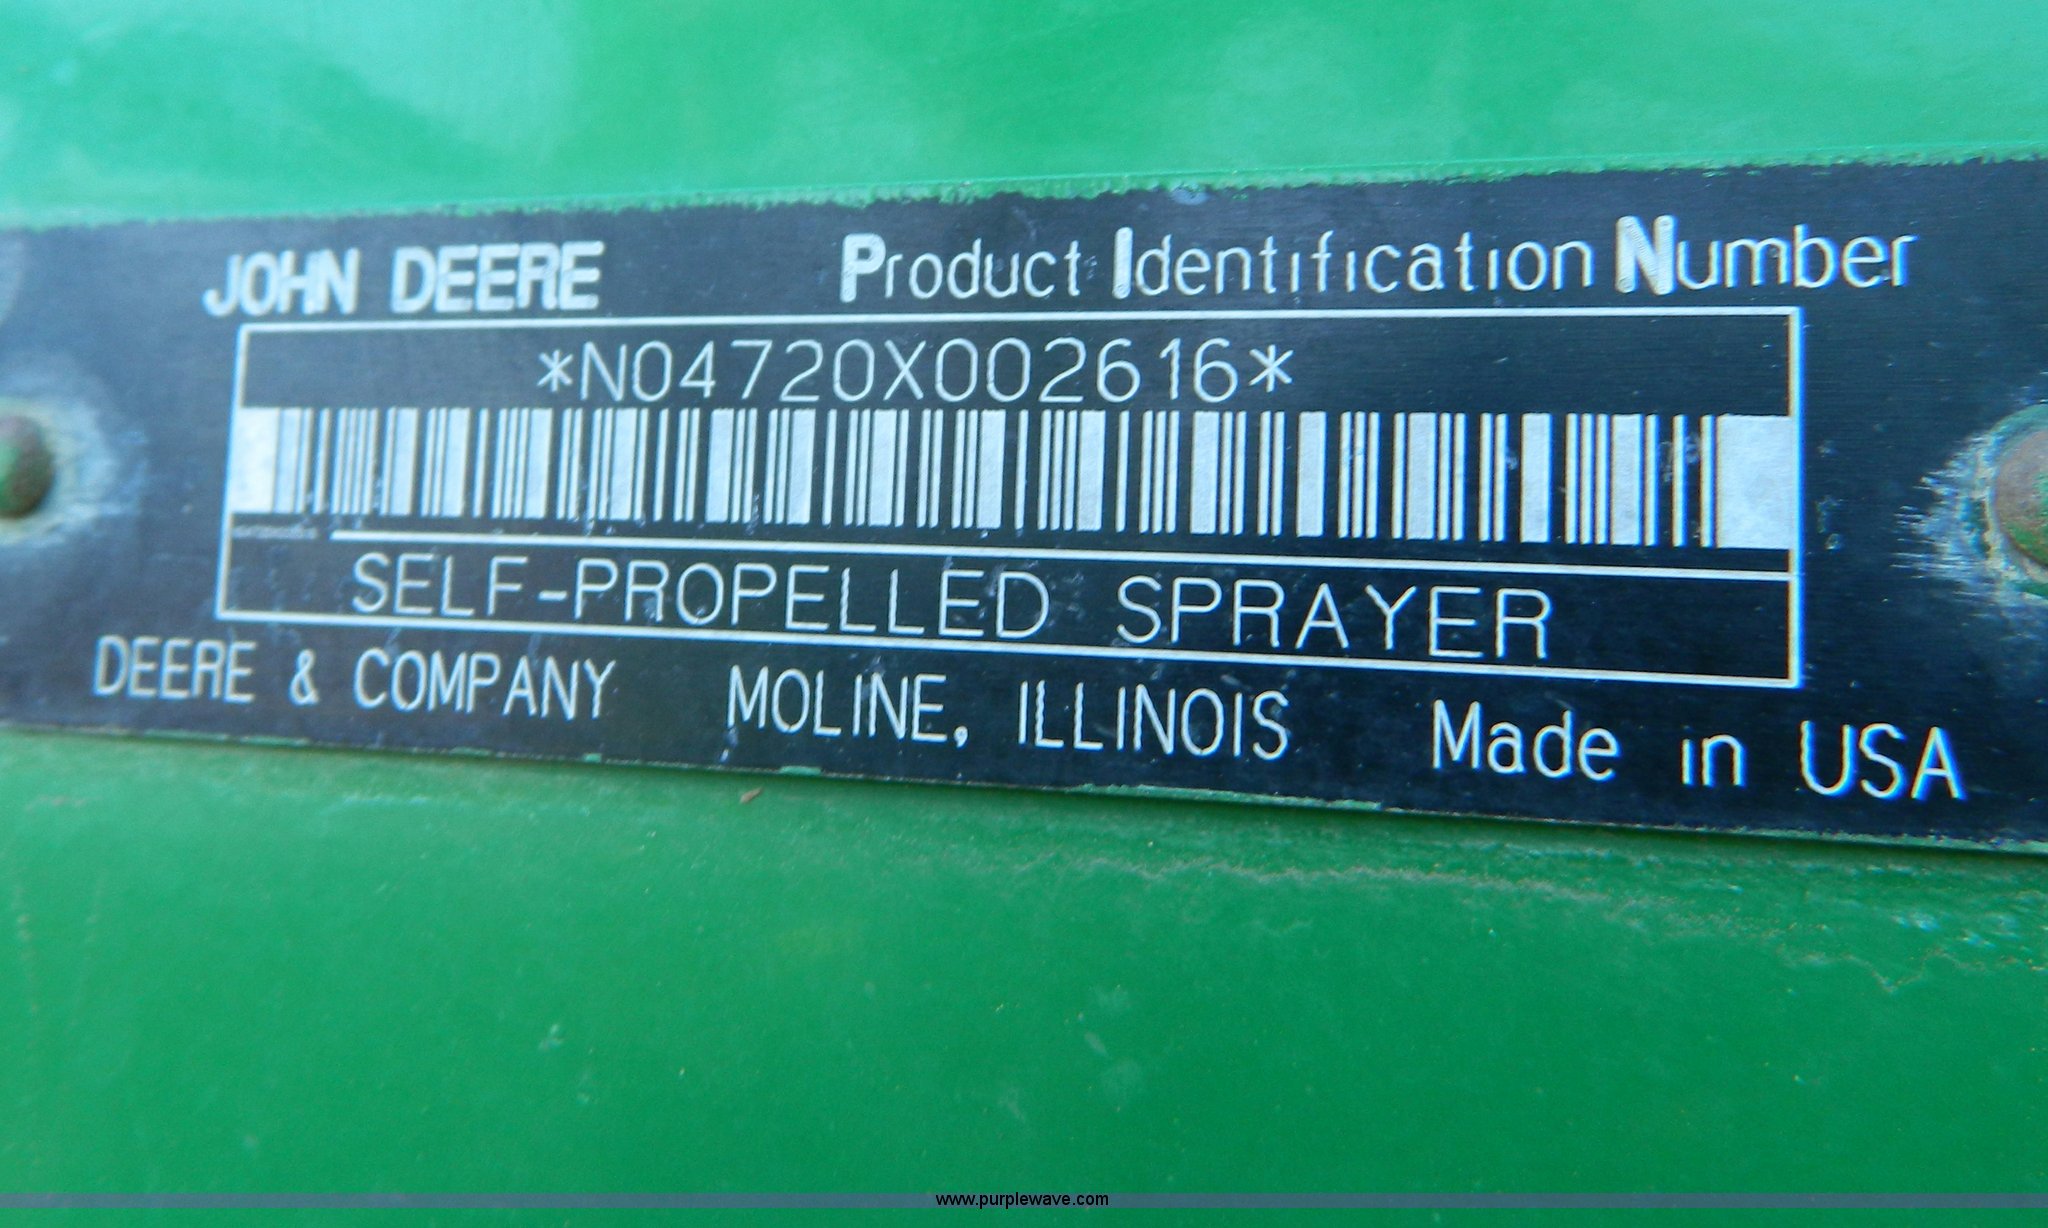 JOHN DEERE Product Identification Number
*N04720X002616*
SELF-PROPELLED SPRAYER
DEERE & COMPANY MOLINE, ILLINOIS Made in USA
www.purplewave.com